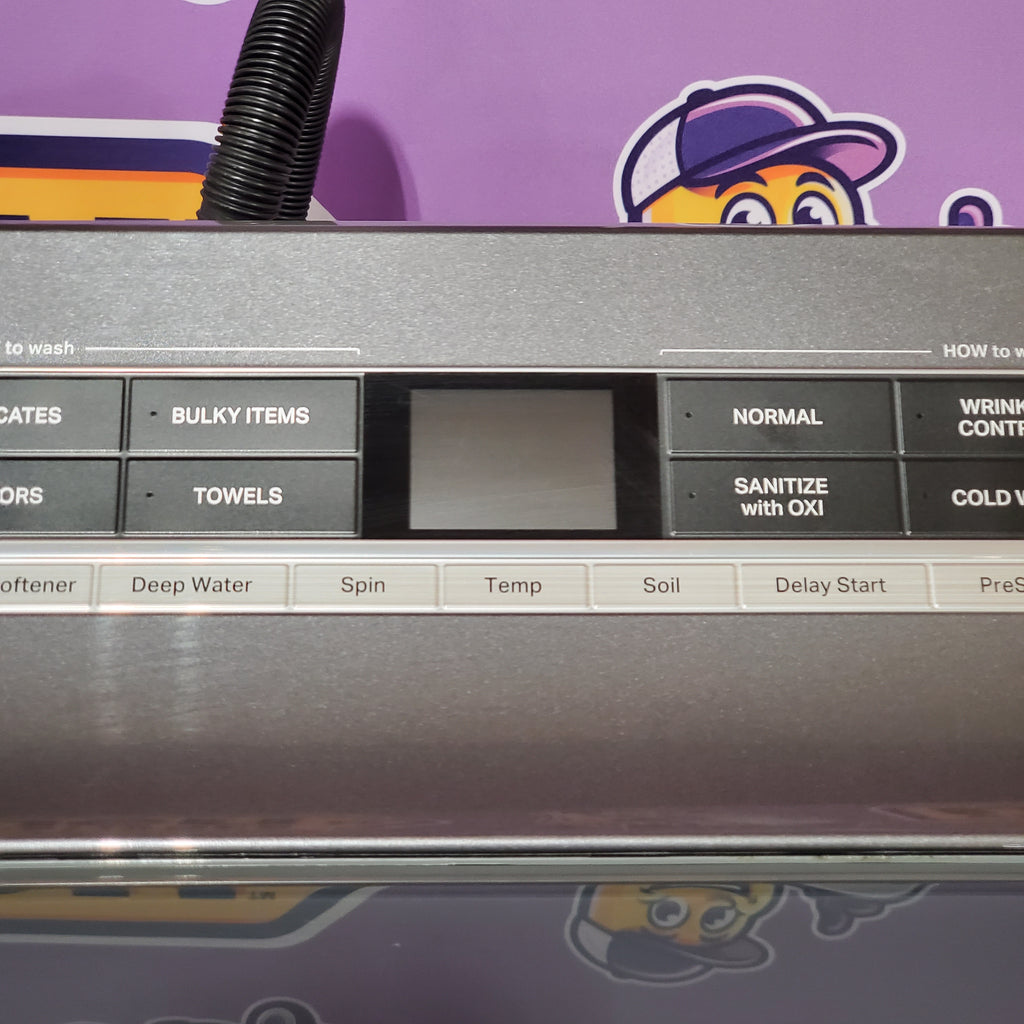 to wash
HOW to w
CATES
BULKY ITEMS
NORMAL
WRINK
CONTR
ORS
TOWELS
SANITIZE
with OXI
COLD W
oftener
Deep Water
Spin
Temp
Soil
Delay Start
PreS